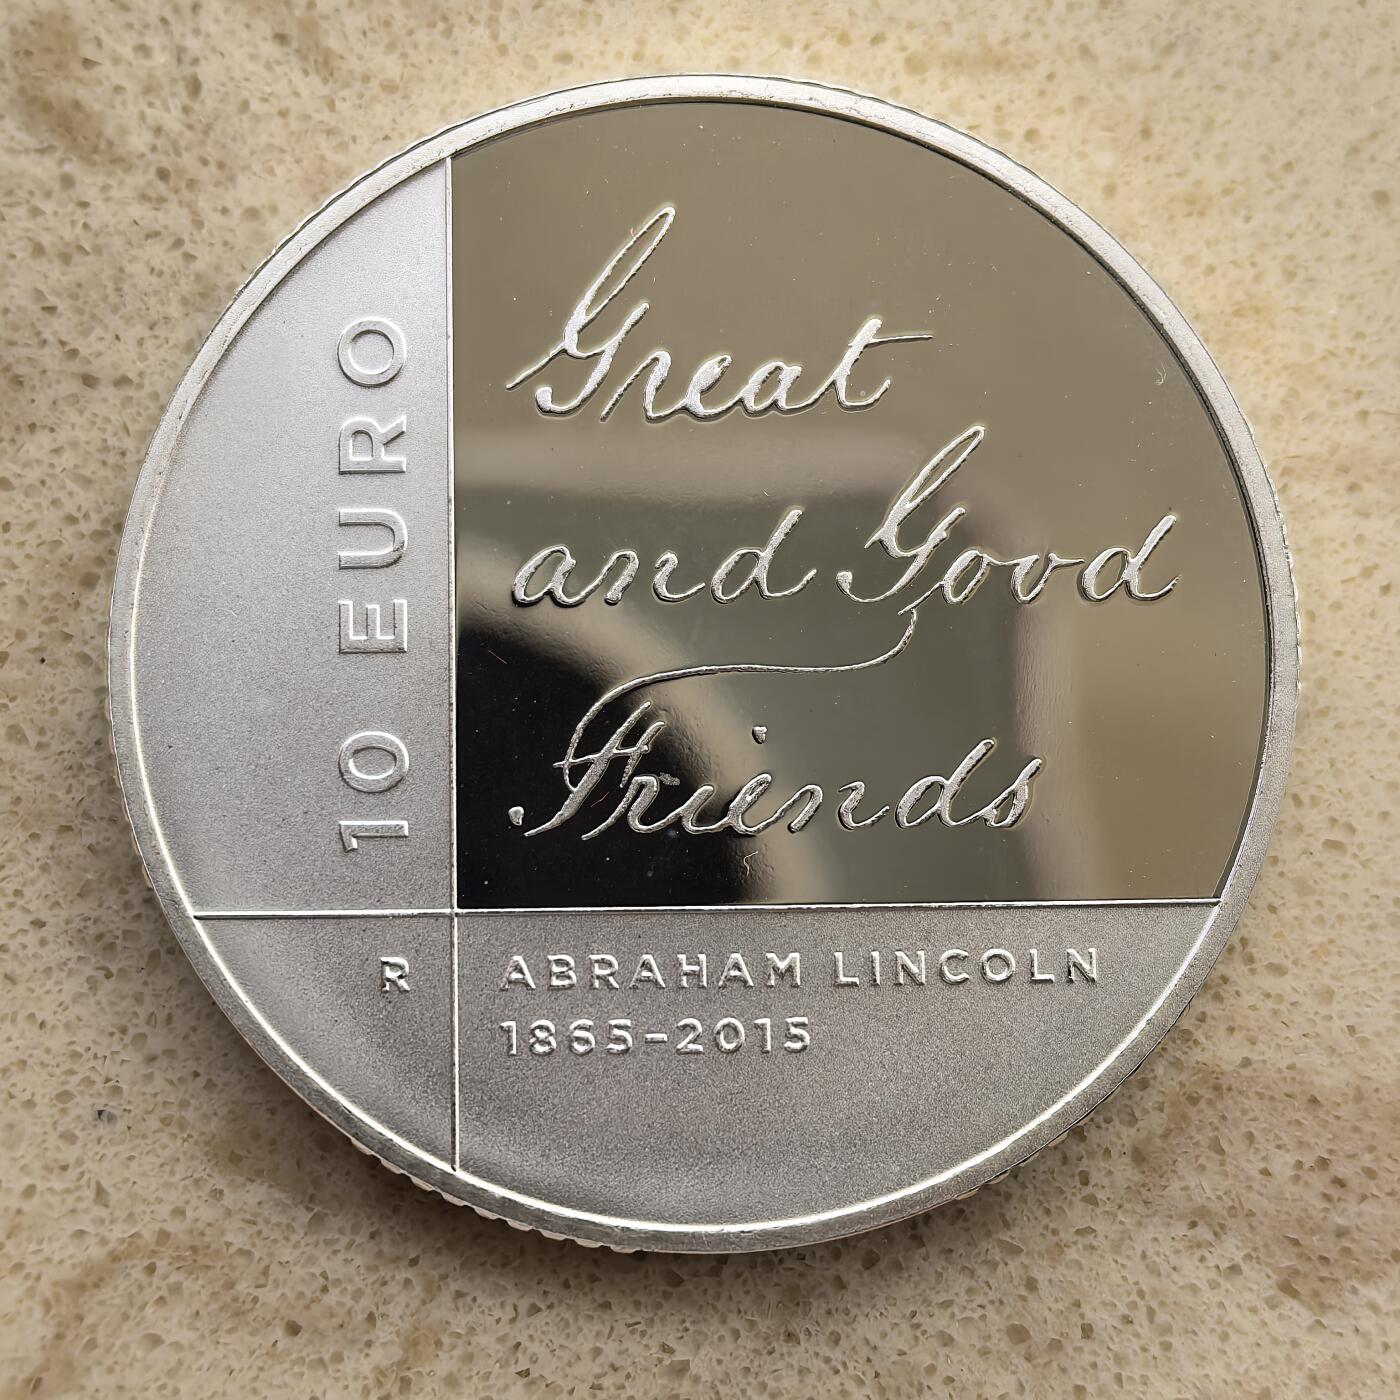 Great
and Good
Friends
10 EURO
R
ABRAHAM LINCOLN
1865-2015